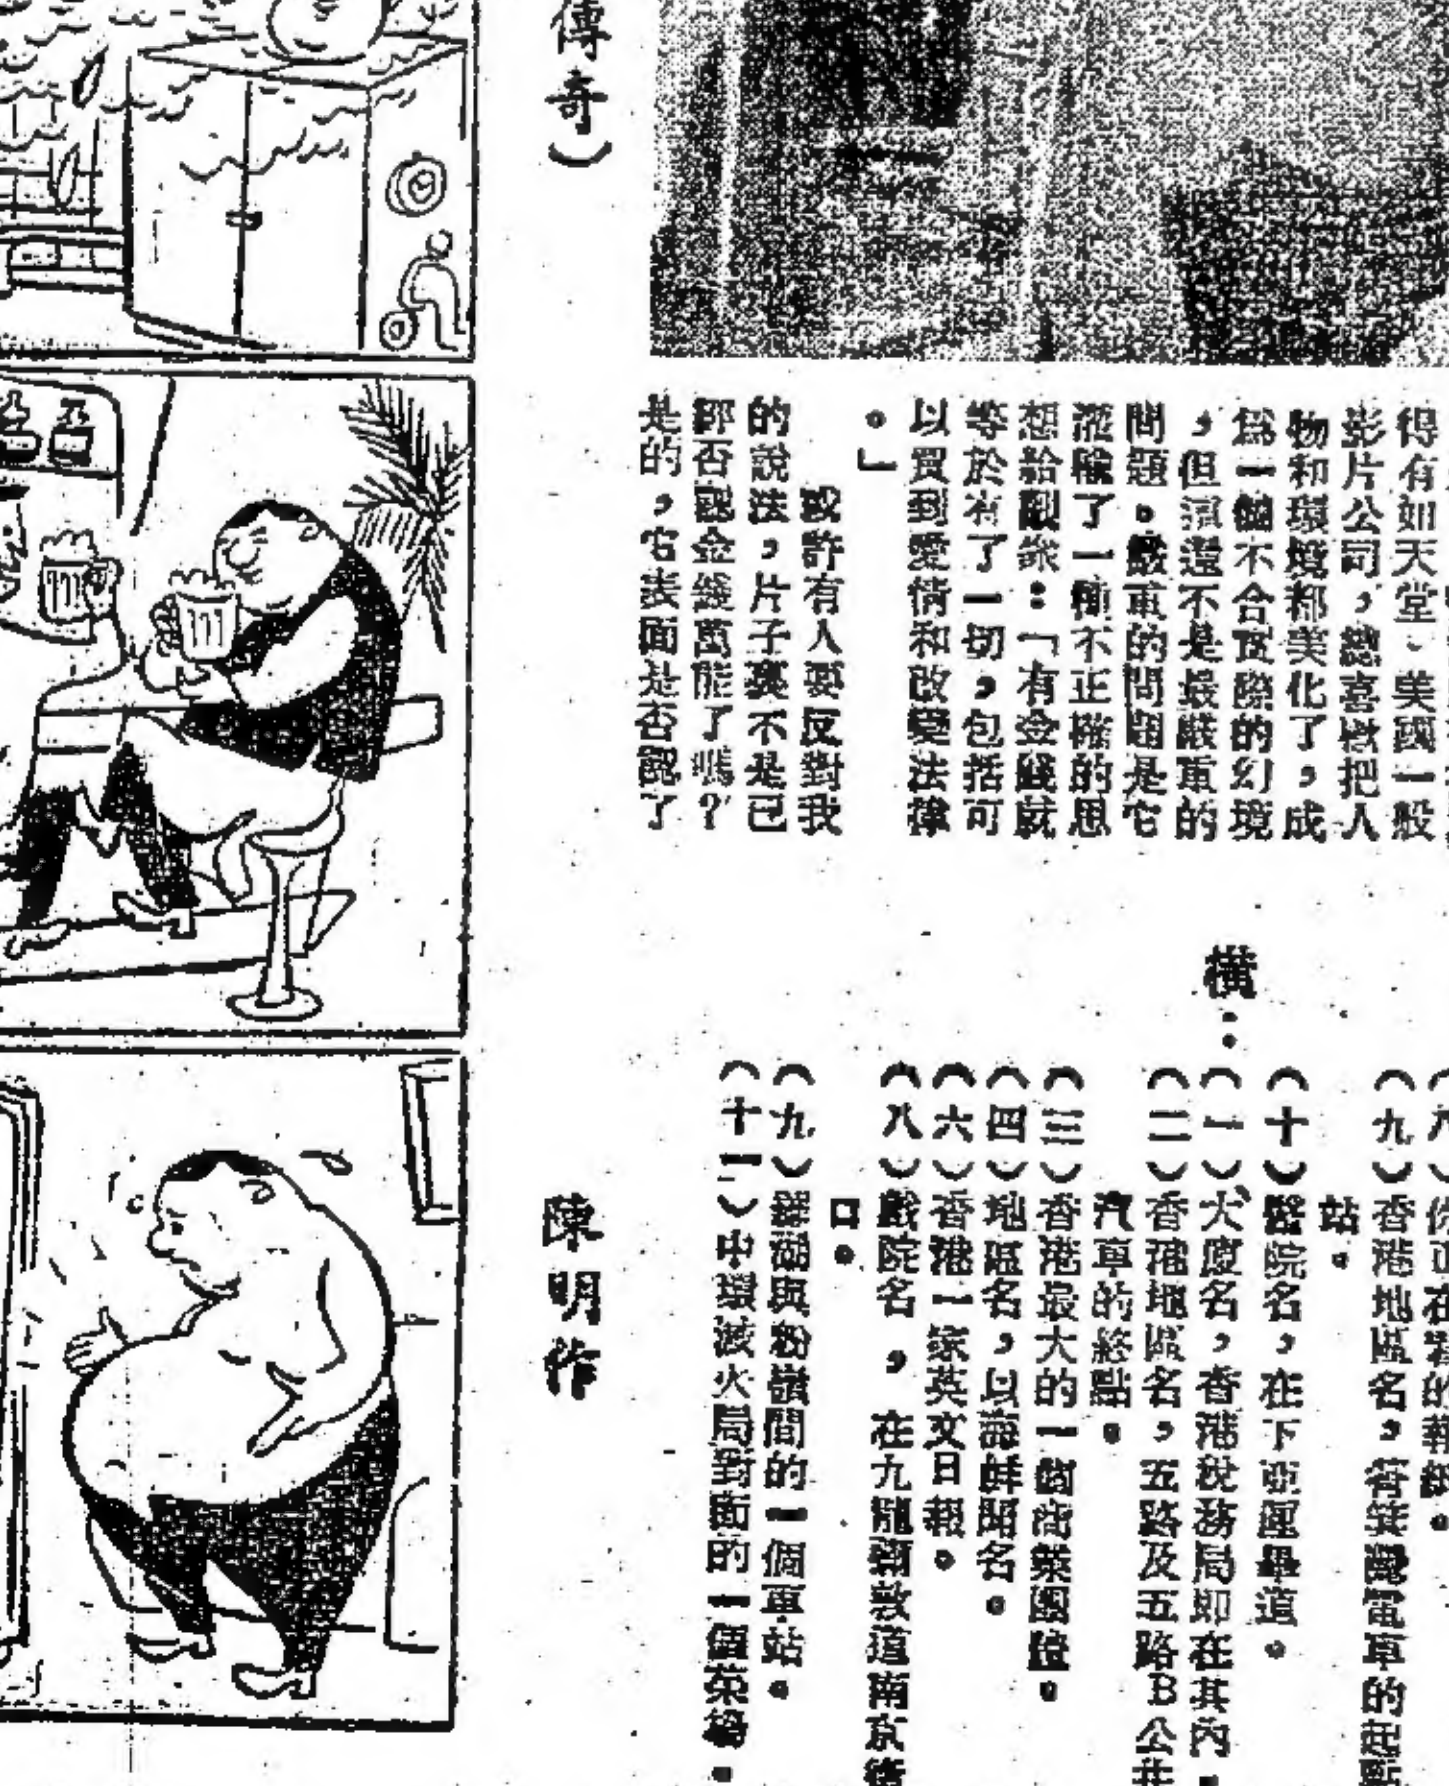 得有如天堂、美國一般
影片公司，總喜歡把人
物和環境都美化了，成
爲一個不合實際的幻境
，但這還不是最嚴重的
問題。嚴重的問題是它
灌輸了一種不正確的思
想給觀衆：「有金錢就
等於有了一切，包括可
以買到愛情和改變法律
。」
或許有人要反對我
的說法，片子裏不是已
經否認金錢萬能了嗎？
是的，它表面是否認了
傳奇）
（九）香港地區名，筲箕灣電車的起點
站。
（十）醫院名，在下亞厘畢道。
橫：
（一）大廈名，香港稅務局即在其內。
（二）香港地區名，五路及五路B公共
汽車的終點。
（三）香港最大的一個商業團體。
（四）地區名，以海鮮聞名。
（六）香港一家英文日報。
（八）戲院名，在九龍彌敦道南京街
口。
（九）羅湖與粉嶺間的一個車站。
（十一）中環滅火局對面的一個茶樓。
陳明作